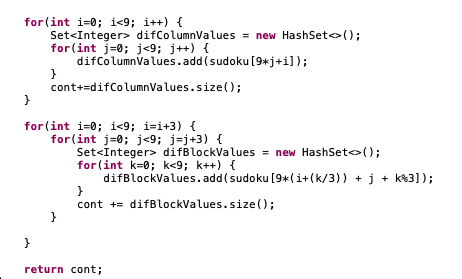 for(int i=0; i<9; i++) {
Set<Integer> difColumnValues = new HashSet<>();
for(int j=0; j<9; j++) {
difColumnValues.add(sudoku[9*j+i]);
}
cont+=difColumnValues.size();
}
for(int i=0; i<9; i=i+3) {
for(int j=0; j<9; j=j+3) {
Set<Integer> difBlockValues = new HashSet<>();
for(int k=0; k<9; k++) {
difBlockValues.add(sudoku[9*(i+(k/3)) + j + k%3]);
}
cont += difBlockValues.size();
}
}
return cont;